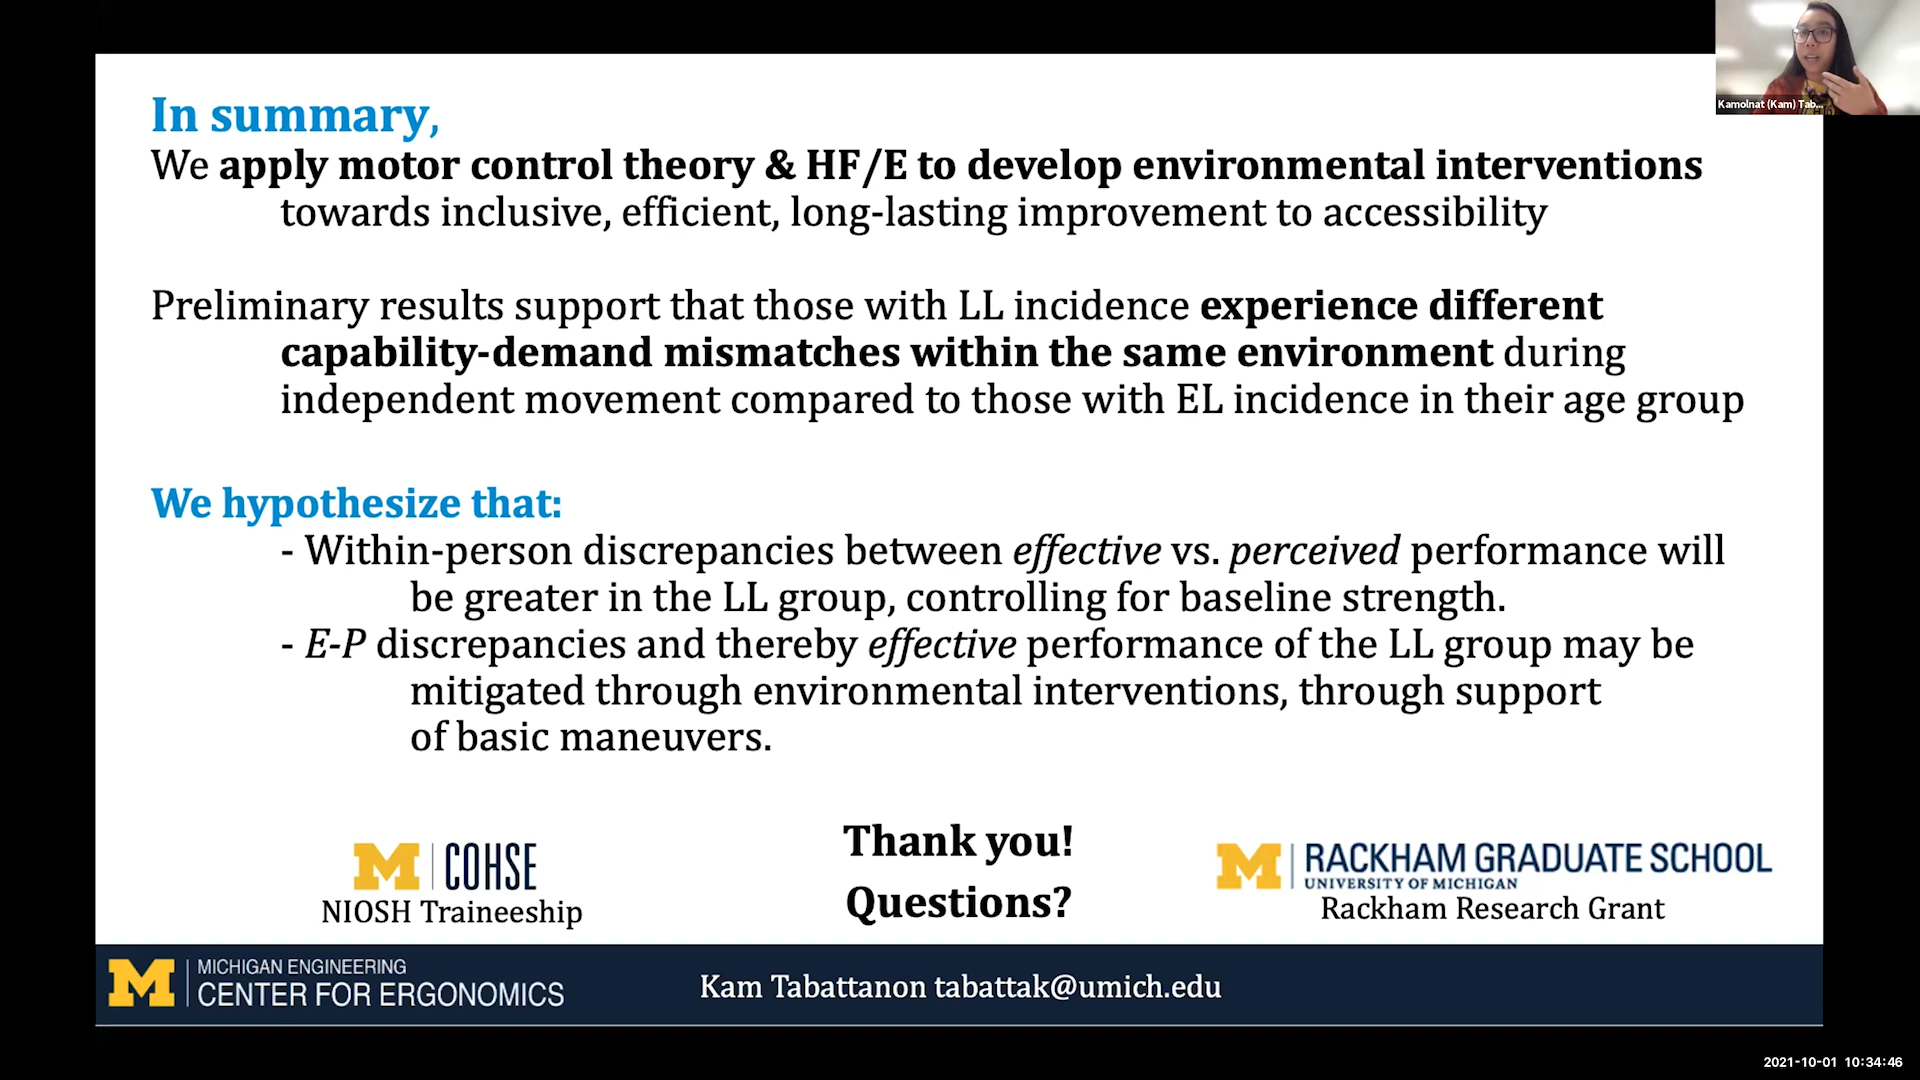 Kamolnat (Kam) Tab...
In summary,
We apply motor control theory & HF/E to develop environmental interventions
towards inclusive, efficient, long-lasting improvement to accessibility
Preliminary results support that those with LL incidence experience different
capability-demand mismatches within the same environment during
independent movement compared to those with EL incidence in their age group
We hypothesize that:
- Within-person discrepancies between effective vs. perceived performance will
be greater in the LL group, controlling for baseline strength.
- E-P discrepancies and thereby effective performance of the LL group may be
mitigated through environmental interventions, through support
of basic maneuvers.
Thank you!
Questions?
M COHSE
NIOSH Traineeship
M RACKHAM GRADUATE SCHOOL
UNIVERSITY OF MICHIGAN
Rackham Research Grant
M MICHIGAN ENGINEERING
CENTER FOR ERGONOMICS
Kam Tabattanon tabattak@umich.edu
2021-10-01 10:34:46